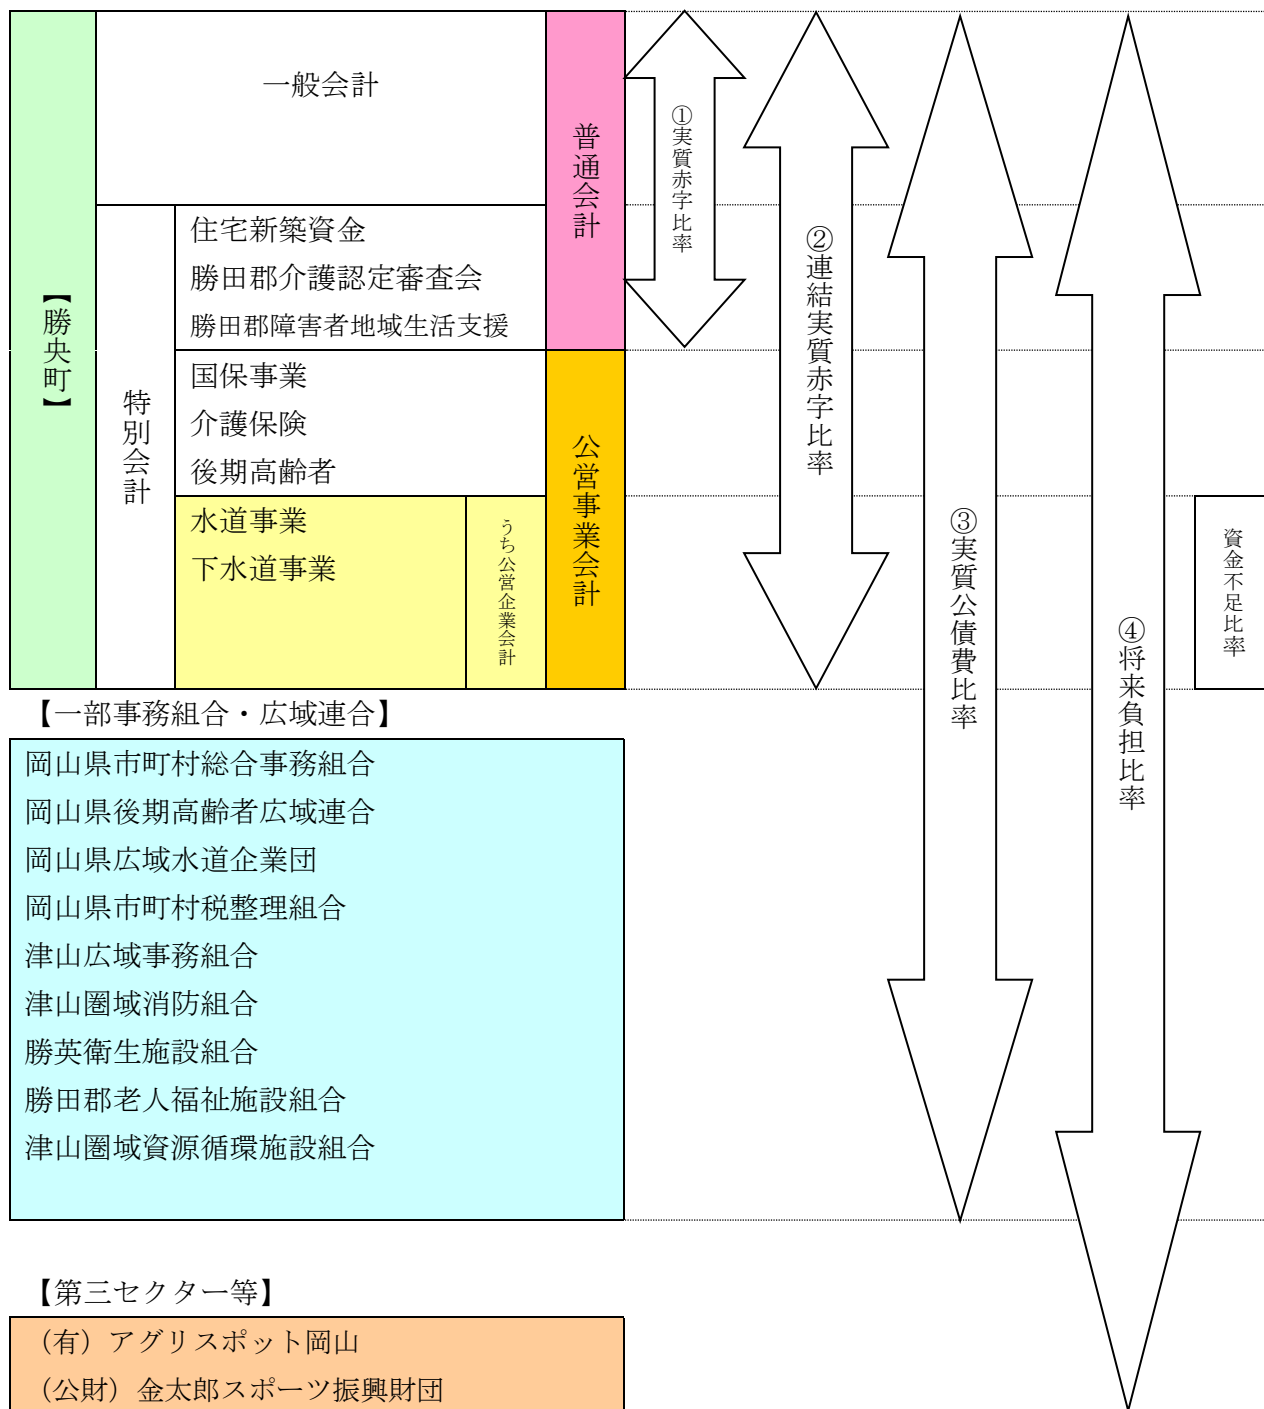 【勝央町】
一般会計
特別会計
住宅新築資金
勝田郡介護認定審査会
勝田郡障害者地域生活支援
国保事業
介護保険
後期高齢者
水道事業
下水道事業
うち公営企業会計
普通会計
公営事業会計
①実質赤字比率
②連結実質赤字比率
③実質公債費比率
④将来負担比率
資金不足比率
【一部事務組合・広域連合】
岡山県市町村総合事務組合
岡山県後期高齢者広域連合
岡山県広域水道企業団
岡山県市町村税整理組合
津山広域事務組合
津山圏域消防組合
勝英衛生施設組合
勝田郡老人福祉施設組合
津山圏域資源循環施設組合
【第三セクター等】
（有）アグリスポット岡山
（公財）金太郎スポーツ振興財団